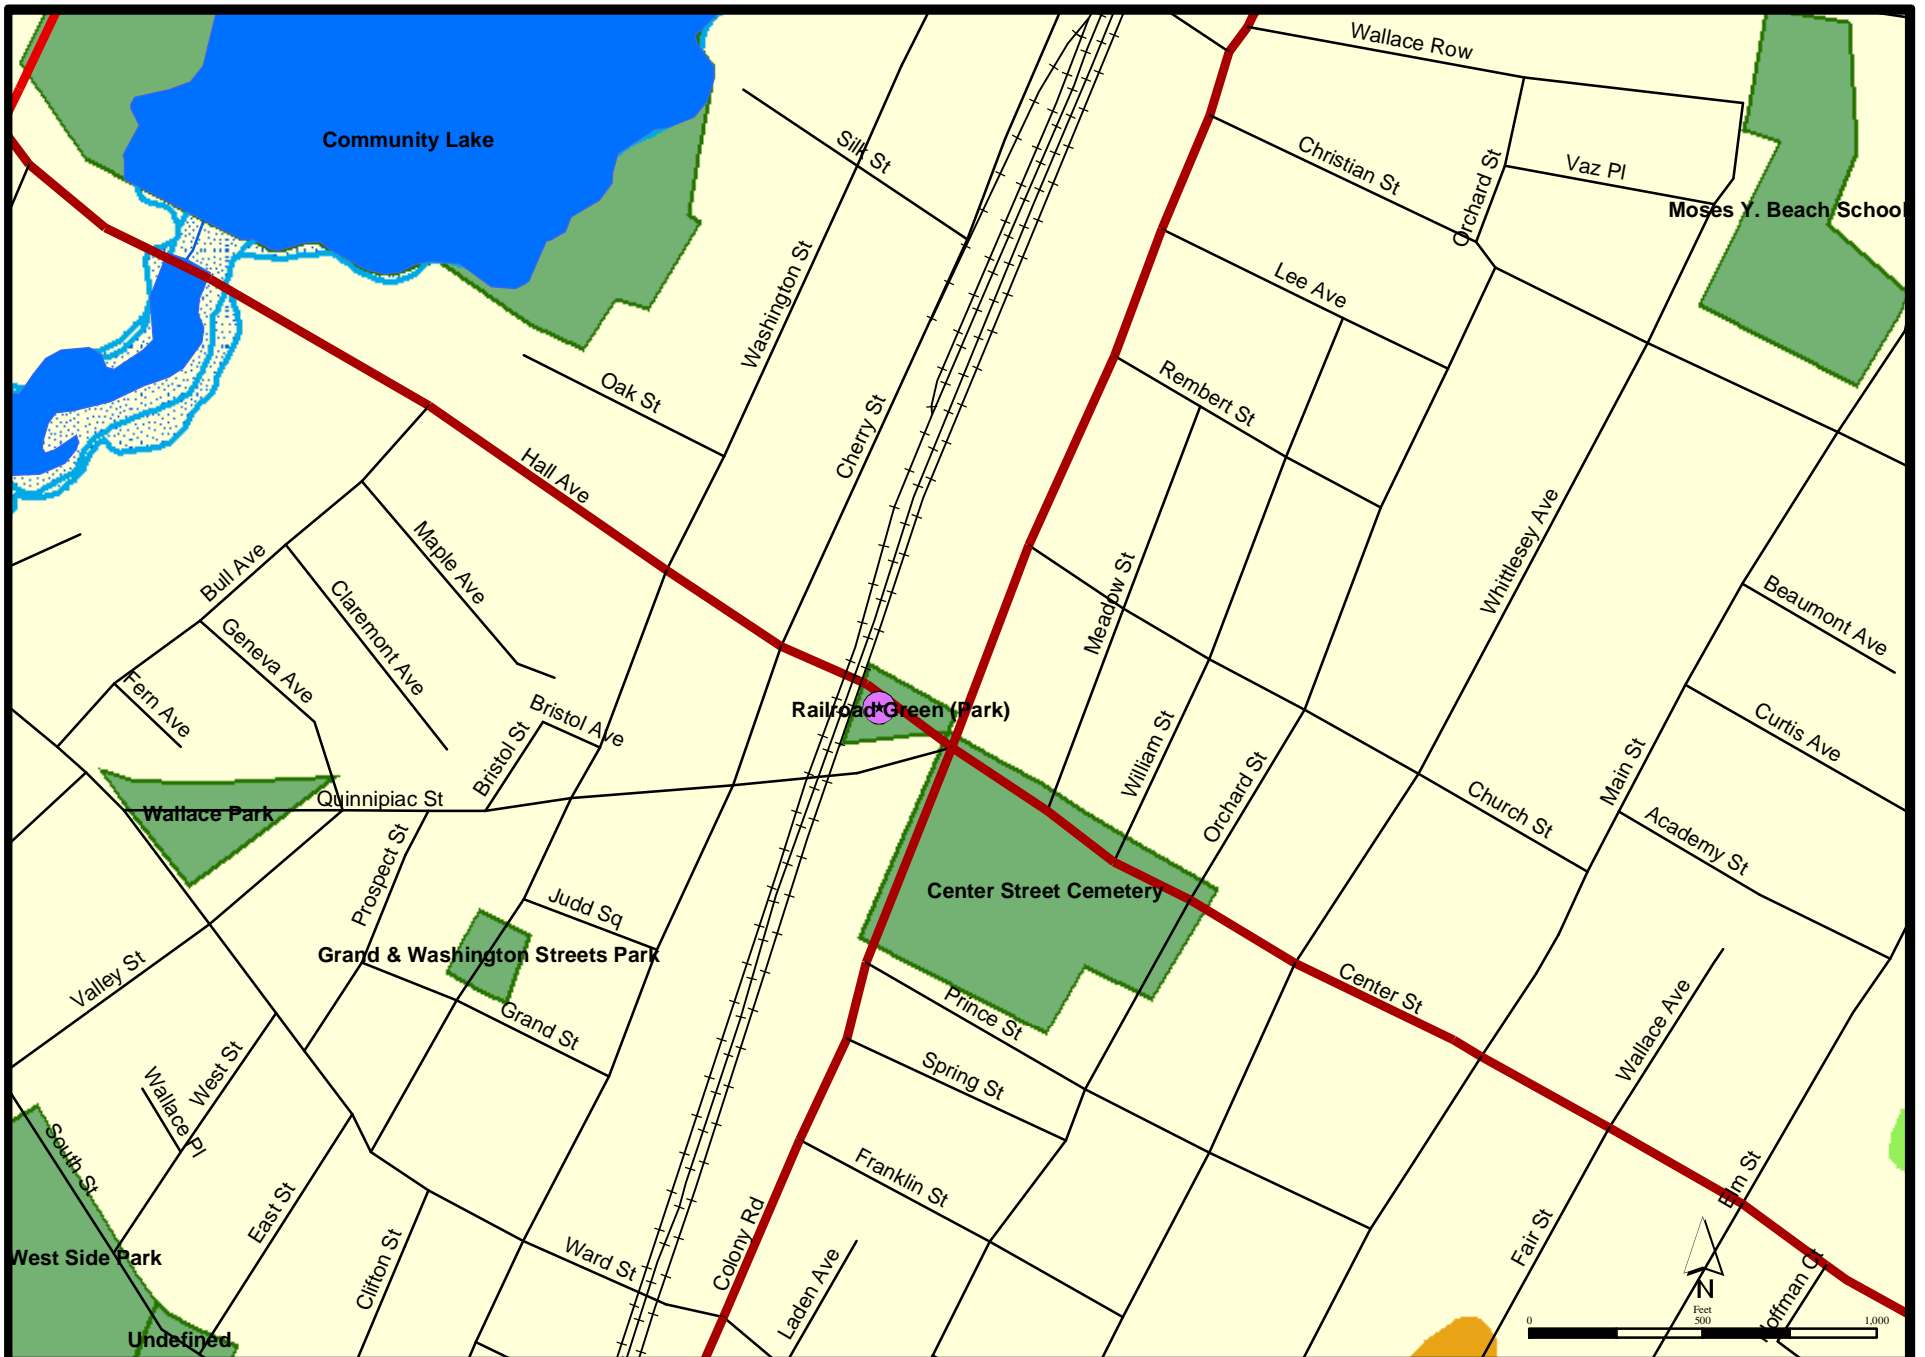 Wallace Row
Community Lake
Silk St
Christian St
Orchard St
Vaz Pl
Moses Y. Beach School
Washington St
Lee Ave
Oak St
Rembert St
Cherry St
Hall Ave
Maple Ave
Bull Ave
Claremont Ave
Geneva Ave
Fern Ave
Meadow St
Whittlesey Ave
Beaumont Ave
Bristol Ave
Bristol St
Railroad Green (Park)
William St
Curtis Ave
Main St
Orchard St
Quinnipiac St
Wallace Park
Church St
Academy St
Prospect St
Center Street Cemetery
Judd Sq
Grand & Washington Streets Park
Valley St
Grand St
Prince St
Center St
Wallace Ave
West St
Wallace Pl
Spring St
South St
East St
Franklin St
Elm St
West Side Park
Clifton St
Ward St
Colony Rd
Laden Ave
Fair St
Hoffman Ct
N
Feet
0 500 1,000
Undefined